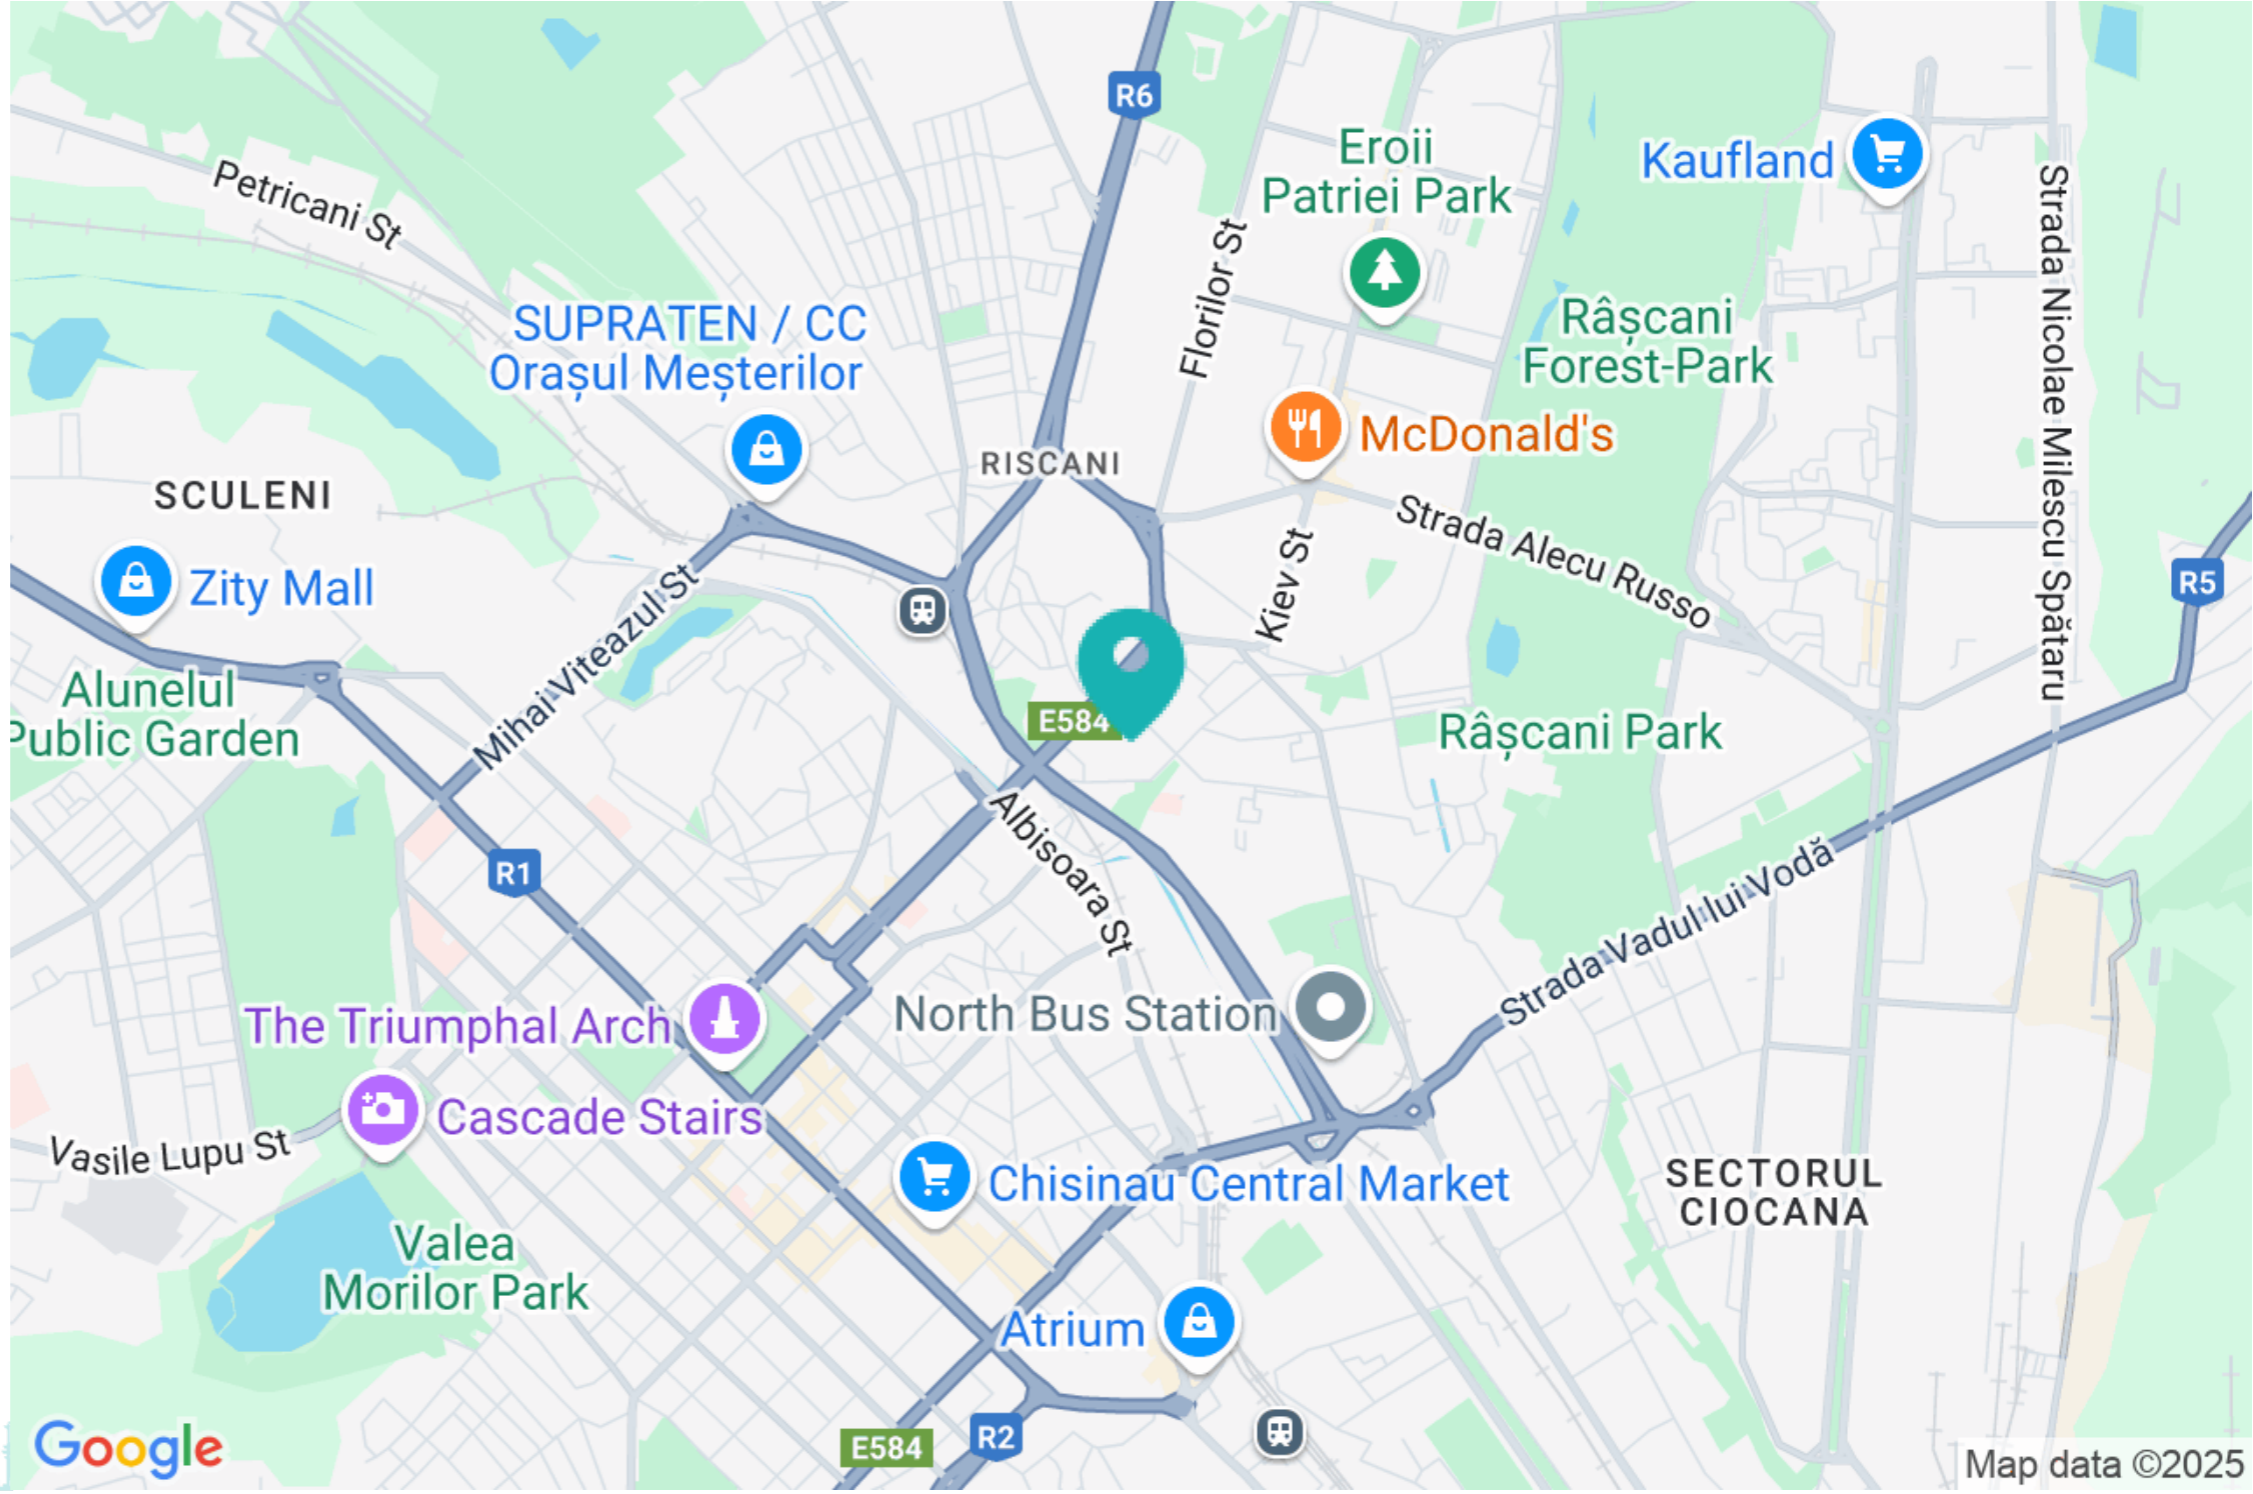 R6
Eroii
Patriei Park
Kaufland
Petricani St
Florilor St
Strada Nicolae Milescu Spătaru
SUPRATEN / CC
Orașul Meșterilor
Râșcani
Forest-Park
McDonald's
RISCANI
SCULENI
Strada Alecu Russo
Zity Mall
Kiev St
R5
Mihai Viteazul St
Alunelul
Public Garden
E584
Râșcani Park
Albisoara St
R1
Strada Vadul lui Vodă
The Triumphal Arch
North Bus Station
Cascade Stairs
Vasile Lupu St
Chisinau Central Market
SECTORUL
CIOCANA
Valea
Morilor Park
Atrium
E584
R2
Google
Map data ©2025